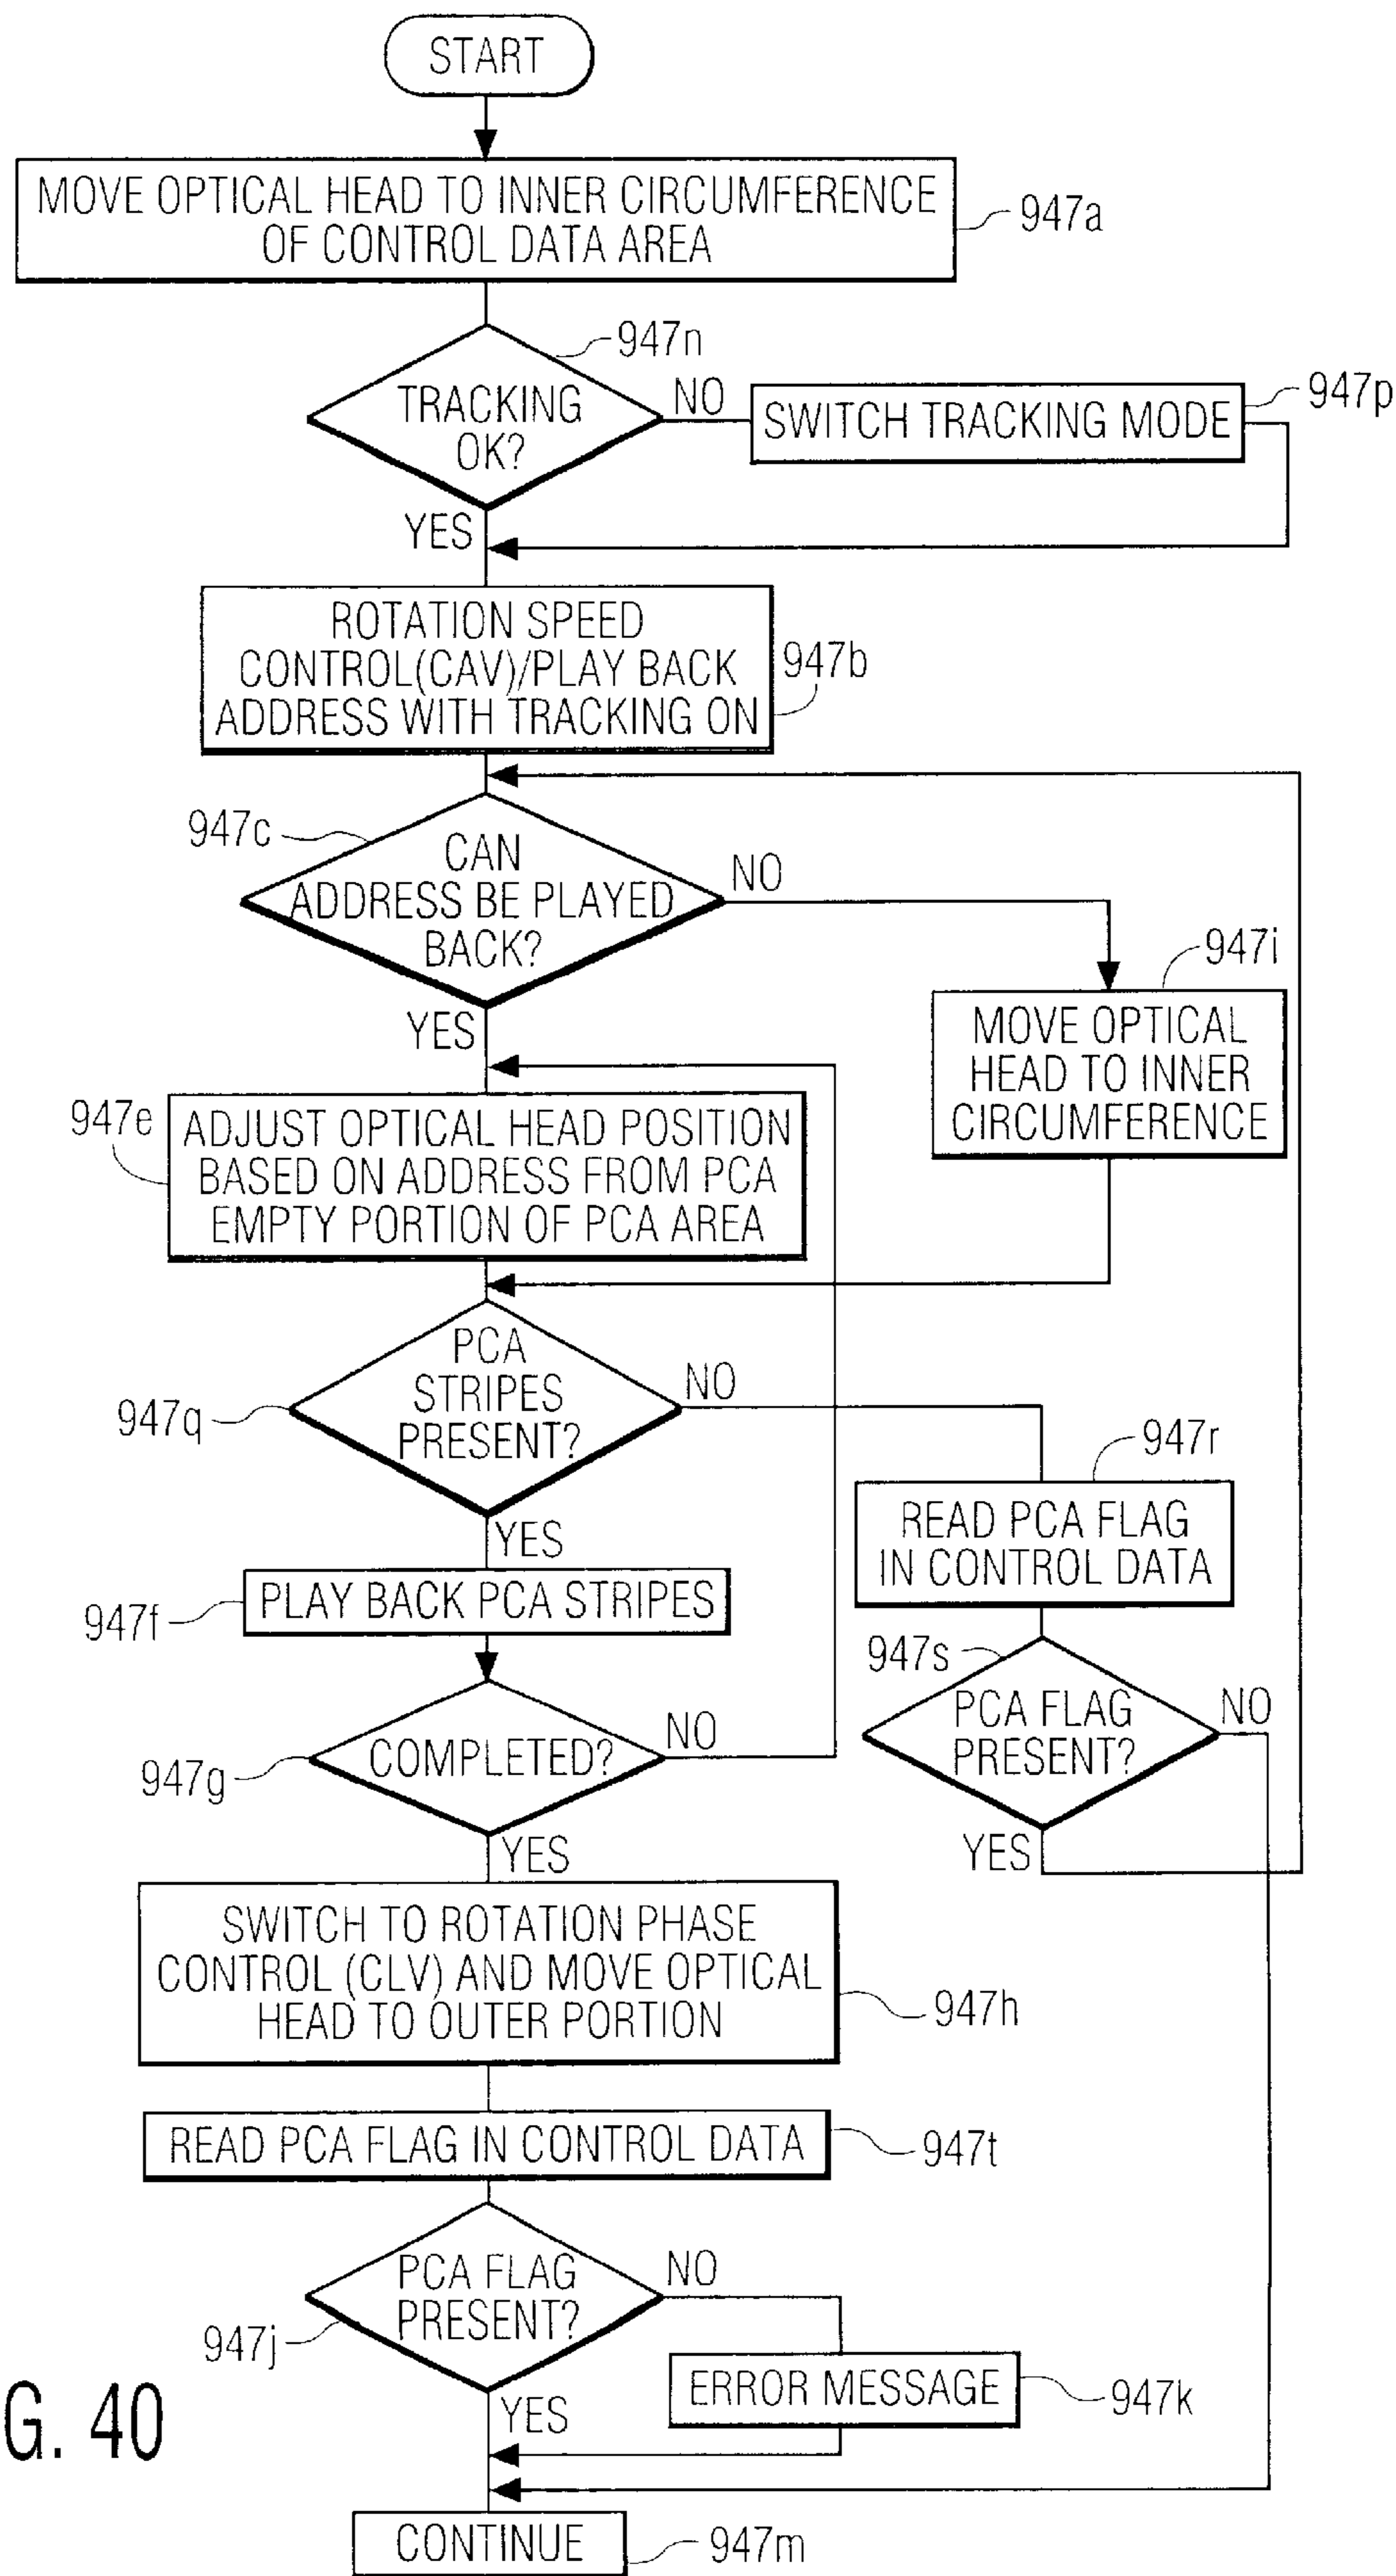 START
MOVE OPTICAL HEAD TO INNER CIRCUMFERENCE
OF CONTROL DATA AREA
947a
947n
TRACKING
OK?
NO
SWITCH TRACKING MODE
947p
YES
ROTATION SPEED
CONTROL(CAV)/PLAY BACK
ADDRESS WITH TRACKING ON
947b
947c
CAN
ADDRESS BE PLAYED
BACK?
NO
947i
YES
MOVE OPTICAL
HEAD TO INNER
CIRCUMFERENCE
947e
ADJUST OPTICAL HEAD POSITION
BASED ON ADDRESS FROM PCA
EMPTY PORTION OF PCA AREA
PCA
STRIPES
PRESENT?
NO
947q
947r
READ PCA FLAG
IN CONTROL DATA
YES
PLAY BACK PCA STRIPES
947f
947s
PCA FLAG
PRESENT?
NO
COMPLETED?
NO
947g
YES
YES
SWITCH TO ROTATION PHASE
CONTROL (CLV) AND MOVE OPTICAL
HEAD TO OUTER PORTION
947h
READ PCA FLAG IN CONTROL DATA
947t
PCA FLAG
PRESENT?
NO
947j
ERROR MESSAGE
947k
YES
G. 40
CONTINUE
947m